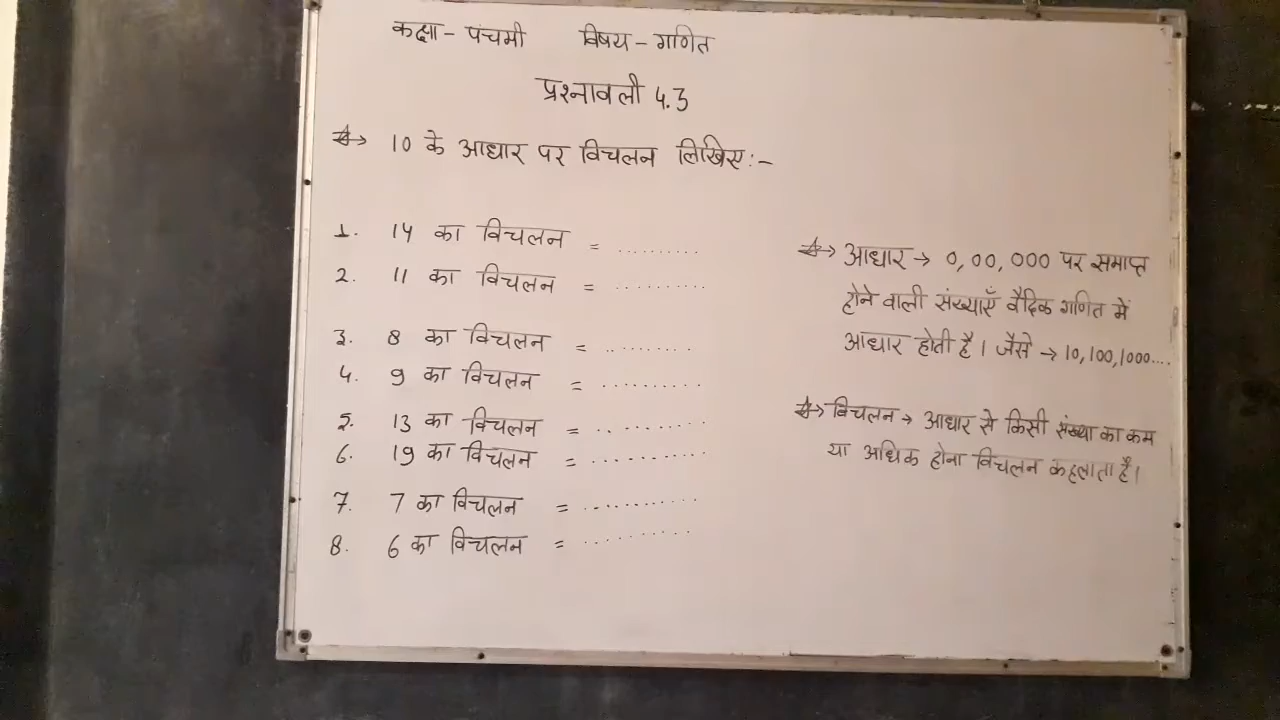 कक्षा - पंचमी विषय - गणित
प्रश्नावली 4.3
→ 10 के आधार पर विचलन लिखिए :-
1. 14 का विचलन = .........
2. 11 का विचलन = .........
3. 8 का विचलन = .........
4. 9 का विचलन = ..........
5. 13 का विचलन = ..........
6. 19 का विचलन = ..........
7. 7 का विचलन = ..........
8. 6 का विचलन = ..........
→ आधार → 0, 00, 000 पर समाप्त
होने वाली संख्याएँ वैदिक गणित में
आधार होती है। जैसे → 10, 100, 1000....
→ विचलन → आधार से किसी संख्या का कम
या अधिक होना विचलन कहलाता है।